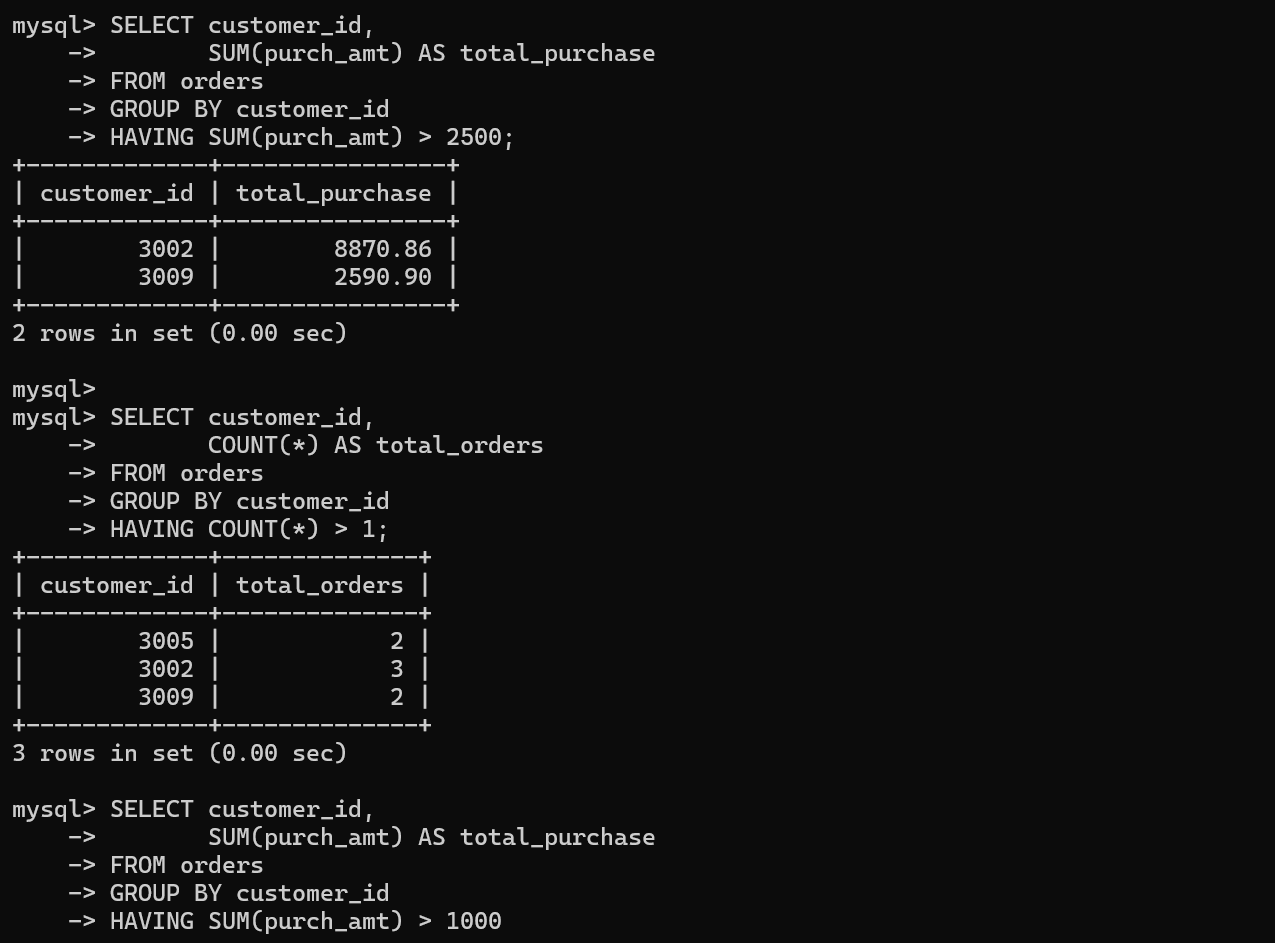 mysql> SELECT customer_id,
    ->        SUM(purch_amt) AS total_purchase
    -> FROM orders
    -> GROUP BY customer_id
    -> HAVING SUM(purch_amt) > 2500;
+-------------+----------------+
| customer_id | total_purchase |
+-------------+----------------+
|        3002 |        8870.86 |
|        3009 |        2590.90 |
+-------------+----------------+
2 rows in set (0.00 sec)

mysql>
mysql> SELECT customer_id,
    ->        COUNT(*) AS total_orders
    -> FROM orders
    -> GROUP BY customer_id
    -> HAVING COUNT(*) > 1;
+-------------+--------------+
| customer_id | total_orders |
+-------------+--------------+
|        3005 |            2 |
|        3002 |            3 |
|        3009 |            2 |
+-------------+--------------+
3 rows in set (0.00 sec)

mysql> SELECT customer_id,
    ->        SUM(purch_amt) AS total_purchase
    -> FROM orders
    -> GROUP BY customer_id
    -> HAVING SUM(purch_amt) > 1000